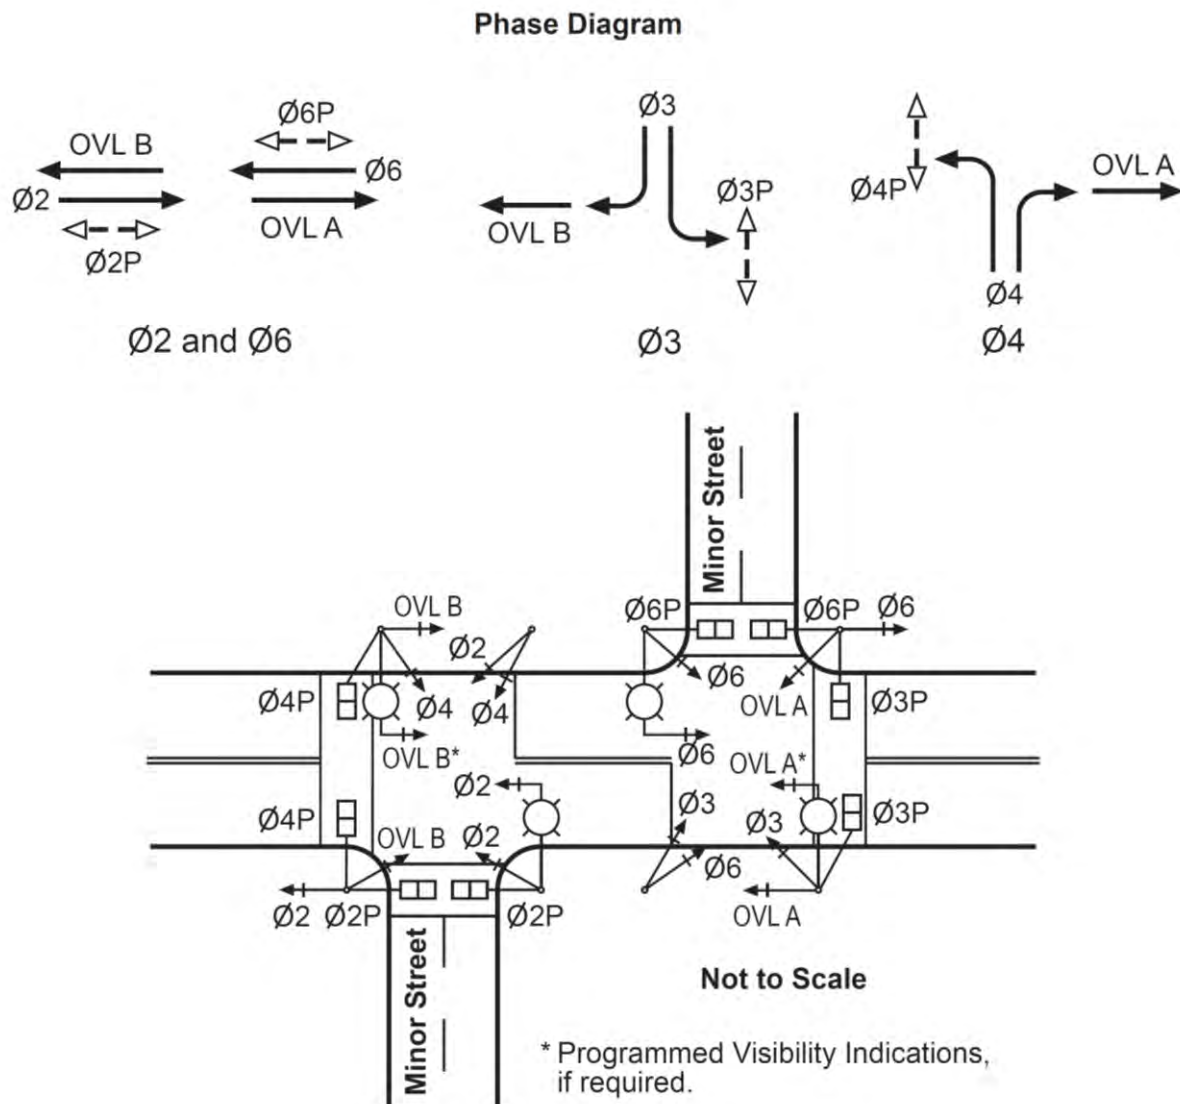 Phase Diagram
OVL B
Ø2
Ø2P
Ø6P
Ø6
OVL A
Ø2 and Ø6
Ø3
OVL B
Ø3P
Ø3
Ø4P
OVL A
Ø4
Ø4
Minor Street
OVL B
Ø2
Ø6P
Ø6P
Ø6
Ø4P
Ø4
Ø4
Ø6
OVL A
Ø3P
OVL B*
Ø6
OVL A*
Ø2
Ø4P
OVL B
Ø2
Ø3
Ø3
Ø3P
Ø6
Ø2
Ø2P
Ø2P
OVL A
Minor Street
Not to Scale
* Programmed Visibility Indications,
if required.